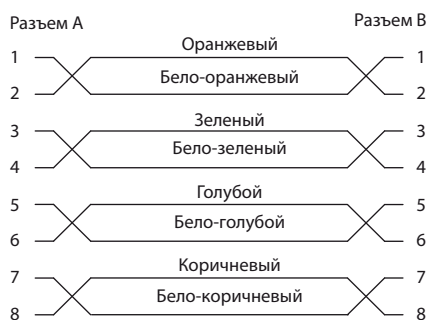 Разъем A Разъем B
Оранжевый
1 1
Бело-оранжевый
2 2
Зеленый
3 3
Бело-зеленый
4 4
Голубой
5 5
Бело-голубой
6 6
Коричневый
7 7
Бело-коричневый
8 8